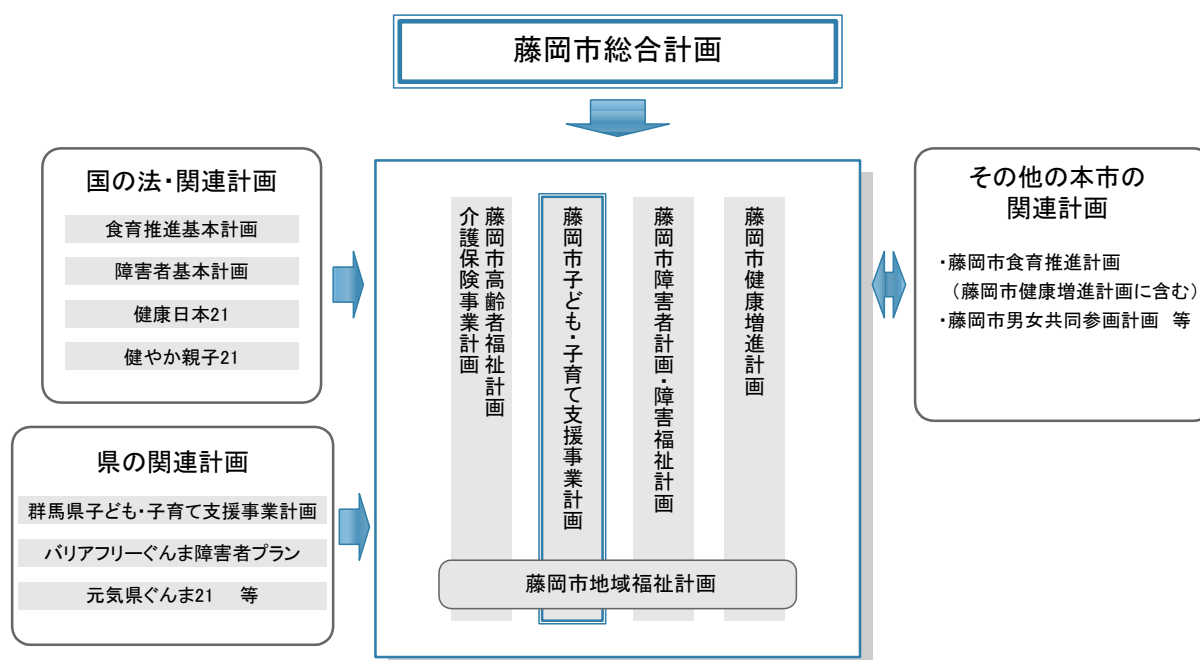 藤岡市総合計画
国の法・関連計画
食育推進基本計画
障害者基本計画
健康日本21
健やか親子21
県の関連計画
群馬県子ども・子育て支援事業計画
バリアフリーぐんま障害者プラン
元気県ぐんま21　等
藤岡市高齢者福祉計画
介護保険事業計画
藤岡市子ども・子育て支援事業計画
藤岡市障害者計画・障害福祉計画
藤岡市健康増進計画
藤岡市地域福祉計画
その他の本市の
関連計画
・藤岡市食育推進計画
（藤岡市健康増進計画に含む）
・藤岡市男女共同参画計画　等